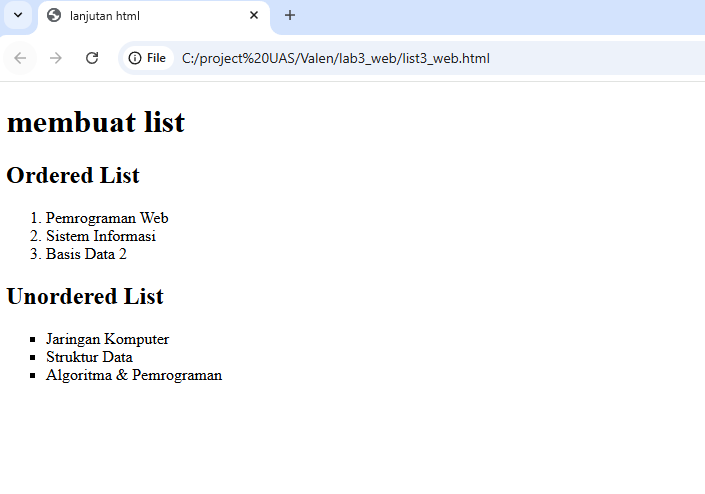 lanjutan html
File
C:/project%20UAS/Valen/lab3_web/list3_web.html
membuat list
Ordered List
1. Pemrograman Web
2. Sistem Informasi
3. Basis Data 2
Unordered List
▪ Jaringan Komputer
▪ Struktur Data
▪ Algoritma & Pemrograman